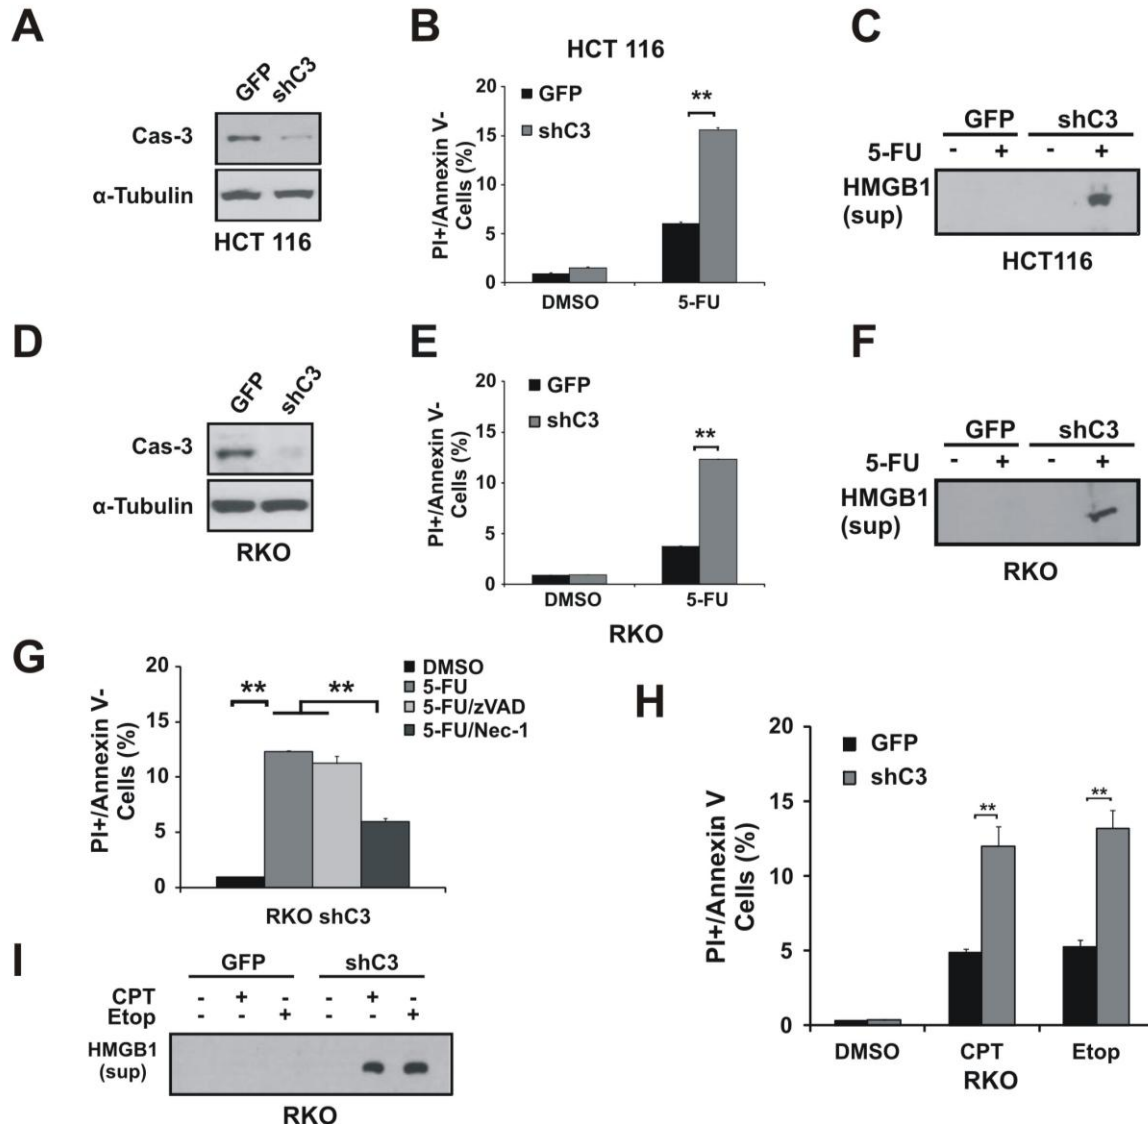 A
GFP
shC3
Cas-3
α-Tubulin
HCT 116
B
HCT 116
GFP
shC3
**
PI+/Annexin V-
Cells (%)
20
15
10
5
0
DMSO
5-FU
C
GFP shC3
5-FU - + - +
HMGB1
(sup)
HCT116
D
GFP
shC3
Cas-3
α-Tubulin
RKO
E
GFP
shC3
**
PI+/Annexin V-
Cells (%)
20
15
10
5
0
DMSO
5-FU
RKO
F
GFP shC3
5-FU - + - +
HMGB1
(sup)
RKO
G
DMSO
5-FU
5-FU/zVAD
5-FU/Nec-1
** **
PI+/Annexin V-
Cells (%)
20
15
10
5
0
RKO shC3
H
GFP
shC3
** **
PI+/Annexin V
Cells (%)
20
15
10
5
0
DMSO CPT Etop
RKO
I
GFP shC3
CPT - + - - + -
Etop - - + - - +
HMGB1
(sup)
RKO